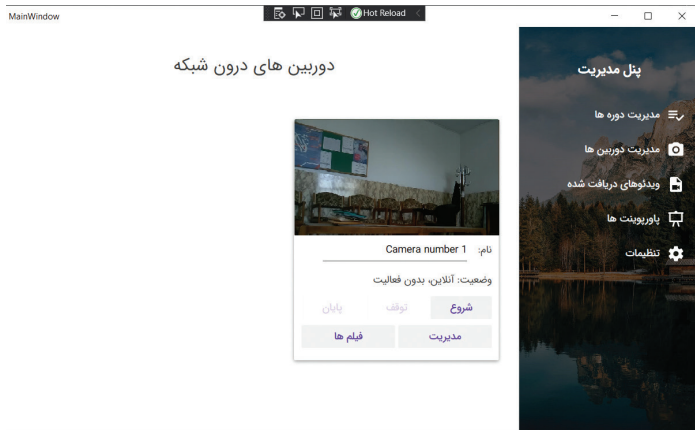 MainWindow
Hot Reload
دوربین های درون شبکه
پنل مدیریت
مدیریت دوره ها
مدیریت دوربین ها
ویدئوهای دریافت شده
پاورپوینت ها
تنظیمات
نام: Camera number 1
وضعیت: آنلاین، بدون فعالیت
شروع توقف پایان
مدیریت فیلم ها